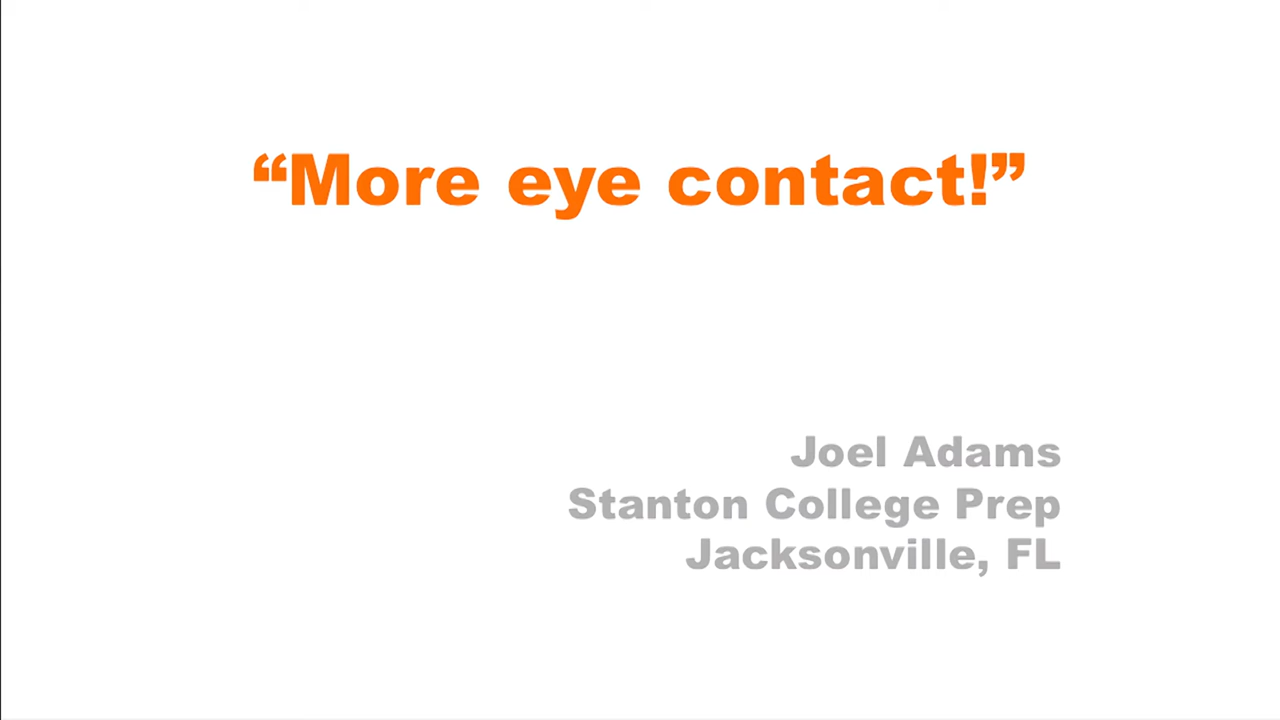 “More eye contact!”
Joel Adams
Stanton College Prep
Jacksonville, FL